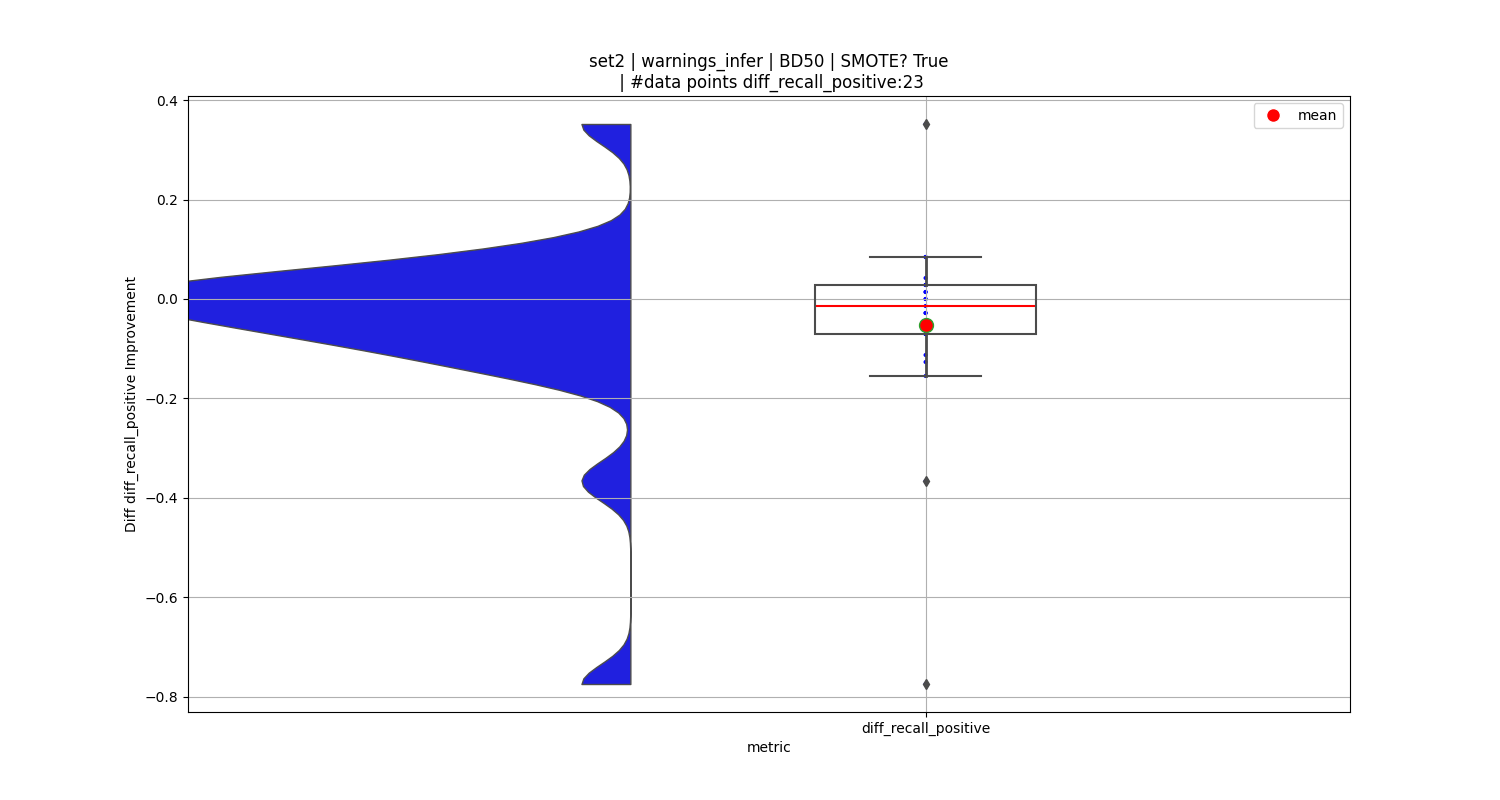 set2 | warnings_infer | BD50 | SMOTE? True
| #data points diff_recall_positive:23
mean
0.4
0.2
0.0
−0.2
−0.4
−0.6
−0.8
Diff diff_recall_positive Improvement
diff_recall_positive
metric